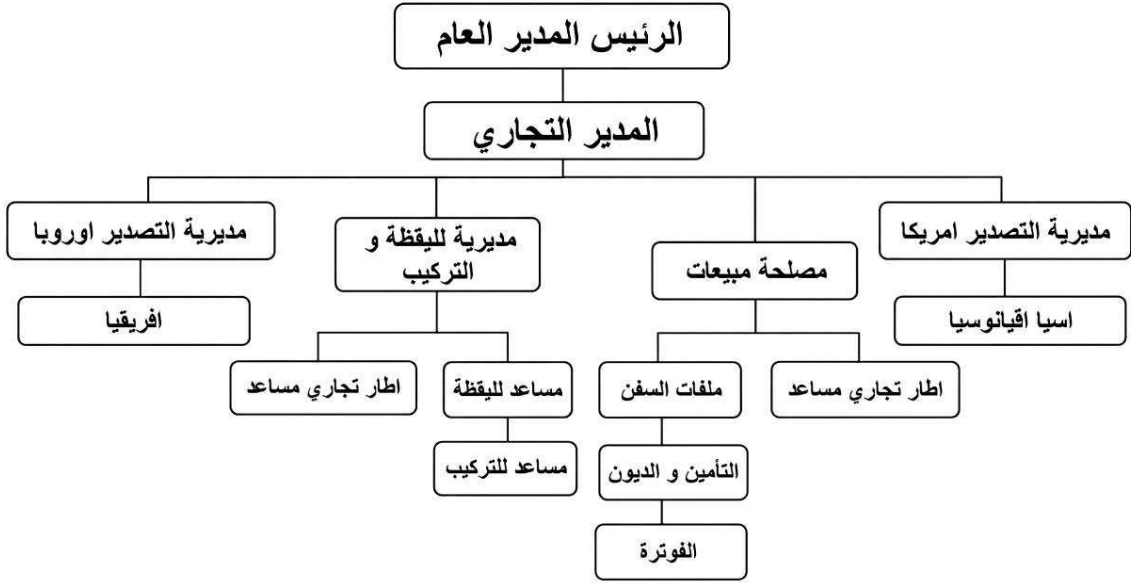 الرئيس المدير العام
المدير التجاري
مديرية التصدير امريكا
مصلحة مبيعات
مديرية لليقظة و
التركيب
مديرية التصدير اوروبا
اسيا اقيانوسيا
افريقيا
اطار تجاري مساعد
ملفات السفن
مساعد لليقظة
اطار تجاري مساعد
التأمين و الديون
مساعد للتركيب
الفوترة